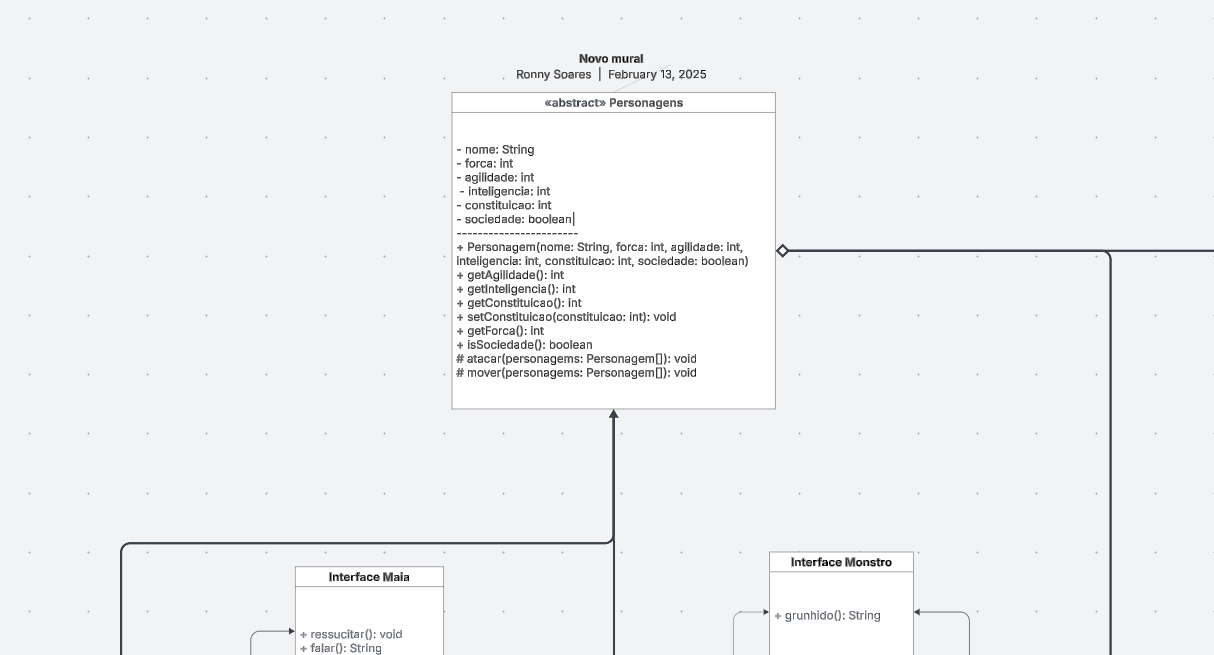 Novo mural
Ronny Soares | February 13, 2025
«abstract» Personagens
- nome: String
- forca: int
- agilidade: int
- inteligencia: int
- constituicao: int
- sociedade: boolean
-----------------------
+ Personagem(nome: String, forca: int, agilidade: int,
inteligencia: int, constituicao: int, sociedade: boolean)
+ getAgilidade(): int
+ getInteligencia(): int
+ getConstituicao(): int
+ setConstituicao(constituicao: int): void
+ getForca(): int
+ isSociedade(): boolean
# atacar(personagems: Personagem[]): void
# mover(personagems: Personagem[]): void
Interface Maia
+ ressucitar(): void
+ falar(): String
Interface Monstro
+ grunhido(): String